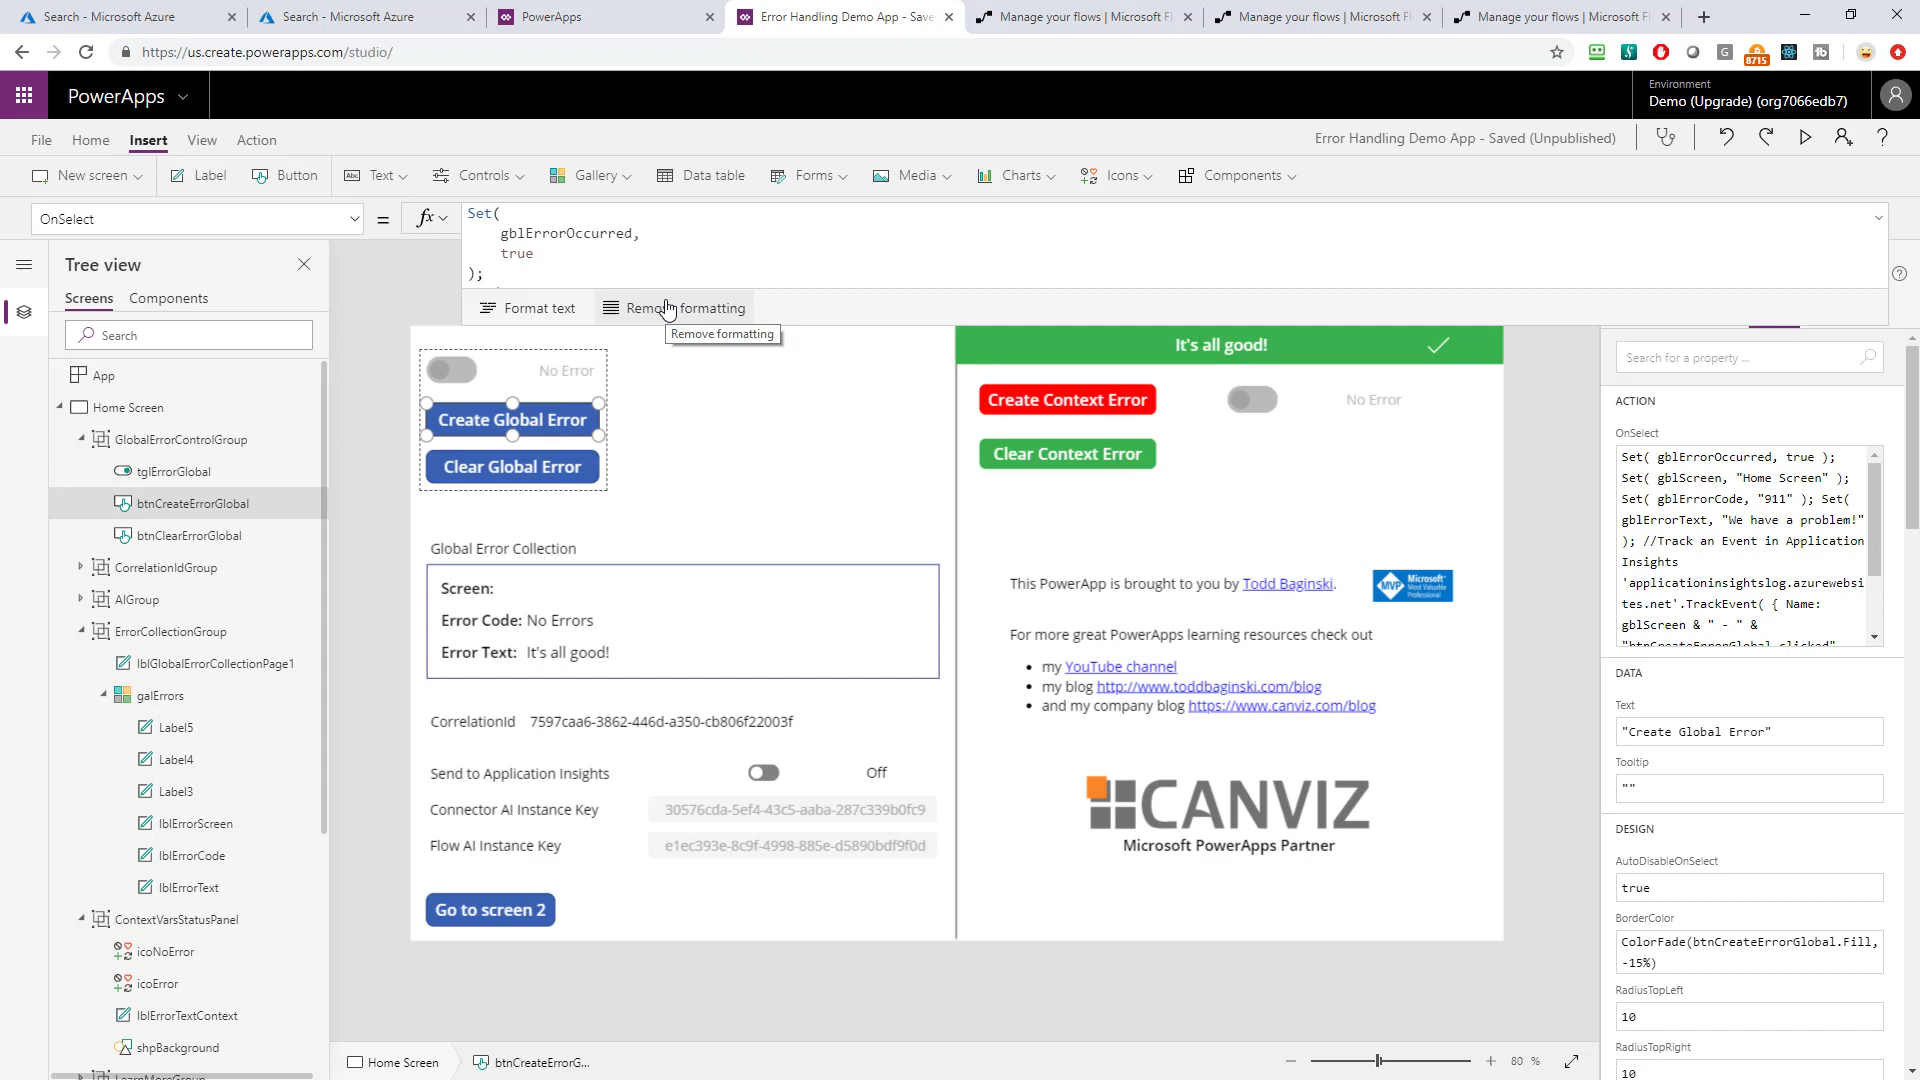 Search - Microsoft Azure
Search - Microsoft Azure
PowerApps
Error Handling Demo App - Save
Manage your flows | Microsoft Fl
Manage your flows | Microsoft Fl
Manage your flows | Microsoft Fl
https://us.create.powerapps.com/studio/
8715
PowerApps
Environment
Demo (Upgrade) (org7066edb7)
File Home Insert View Action
Error Handling Demo App - Saved (Unpublished)
New screen Label Button Text Controls Gallery Data table Forms Media Charts Icons Components
OnSelect
= fx
Set(
gblErrorOccurred,
true
);
Format text
Remove formatting
Remove formatting
Tree view
Screens Components
Search
App
Home Screen
GlobalErrorControlGroup
tglErrorGlobal
btnCreateErrorGlobal
btnClearErrorGlobal
CorrelationIdGroup
AIGroup
ErrorCollectionGroup
lblGlobalErrorCollectionPage1
galErrors
Label5
Label4
Label3
lblErrorScreen
lblErrorCode
lblErrorText
ContextVarsStatusPanel
icoNoError
icoError
lblErrorTextContext
shpBackground
LearnMoreGroup
No Error
Create Global Error
Clear Global Error
Global Error Collection
Screen:
Error Code: No Errors
Error Text: It's all good!
CorrelationId 7597caa6-3862-446d-a350-cb806f22003f
Send to Application Insights Off
Connector AI Instance Key 30576cda-5ef4-43c5-aaba-287c339b0fc9
Flow AI Instance Key e1ec393e-8c9f-4998-885e-d5890bdf9f0d
Go to screen 2
It's all good!
Create Context Error
No Error
Clear Context Error
This PowerApp is brought to you by Todd Baginski.
MVP Microsoft Most Valuable Professional
For more great PowerApps learning resources check out
• my YouTube channel
• my blog http://www.toddbaginski.com/blog
• and my company blog https://www.canviz.com/blog
CANVIZ
Microsoft PowerApps Partner
Search for a property ...
ACTION
OnSelect
Set( gblErrorOccurred, true );
Set( gblScreen, "Home Screen" );
Set( gblErrorCode, "911" ); Set(
gblErrorText, "We have a problem!"
); //Track an Event in Application
Insights
'applicationinsightslog.azurewebsi
tes.net'.TrackEvent( { Name:
gblScreen & " - " &
"btnCreateErrorGlobal clicked"
DATA
Text
"Create Global Error"
Tooltip
""
DESIGN
AutoDisableOnSelect
true
BorderColor
ColorFade(btnCreateErrorGlobal.Fill,
-15%)
RadiusTopLeft
10
RadiusTopRight
10
Home Screen
btnCreateErrorG...
80 %